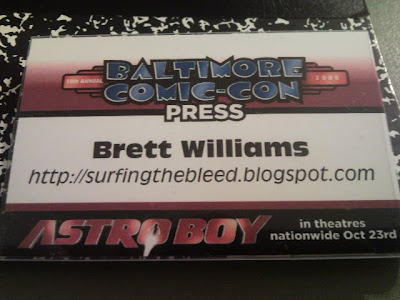 BALTIMORE
10TH ANNUAL COMIC-CON 2009
PRESS
Brett Williams
http://surfingthebleed.blogspot.com
ASTRO BOY in theatres
nationwide Oct 23rd